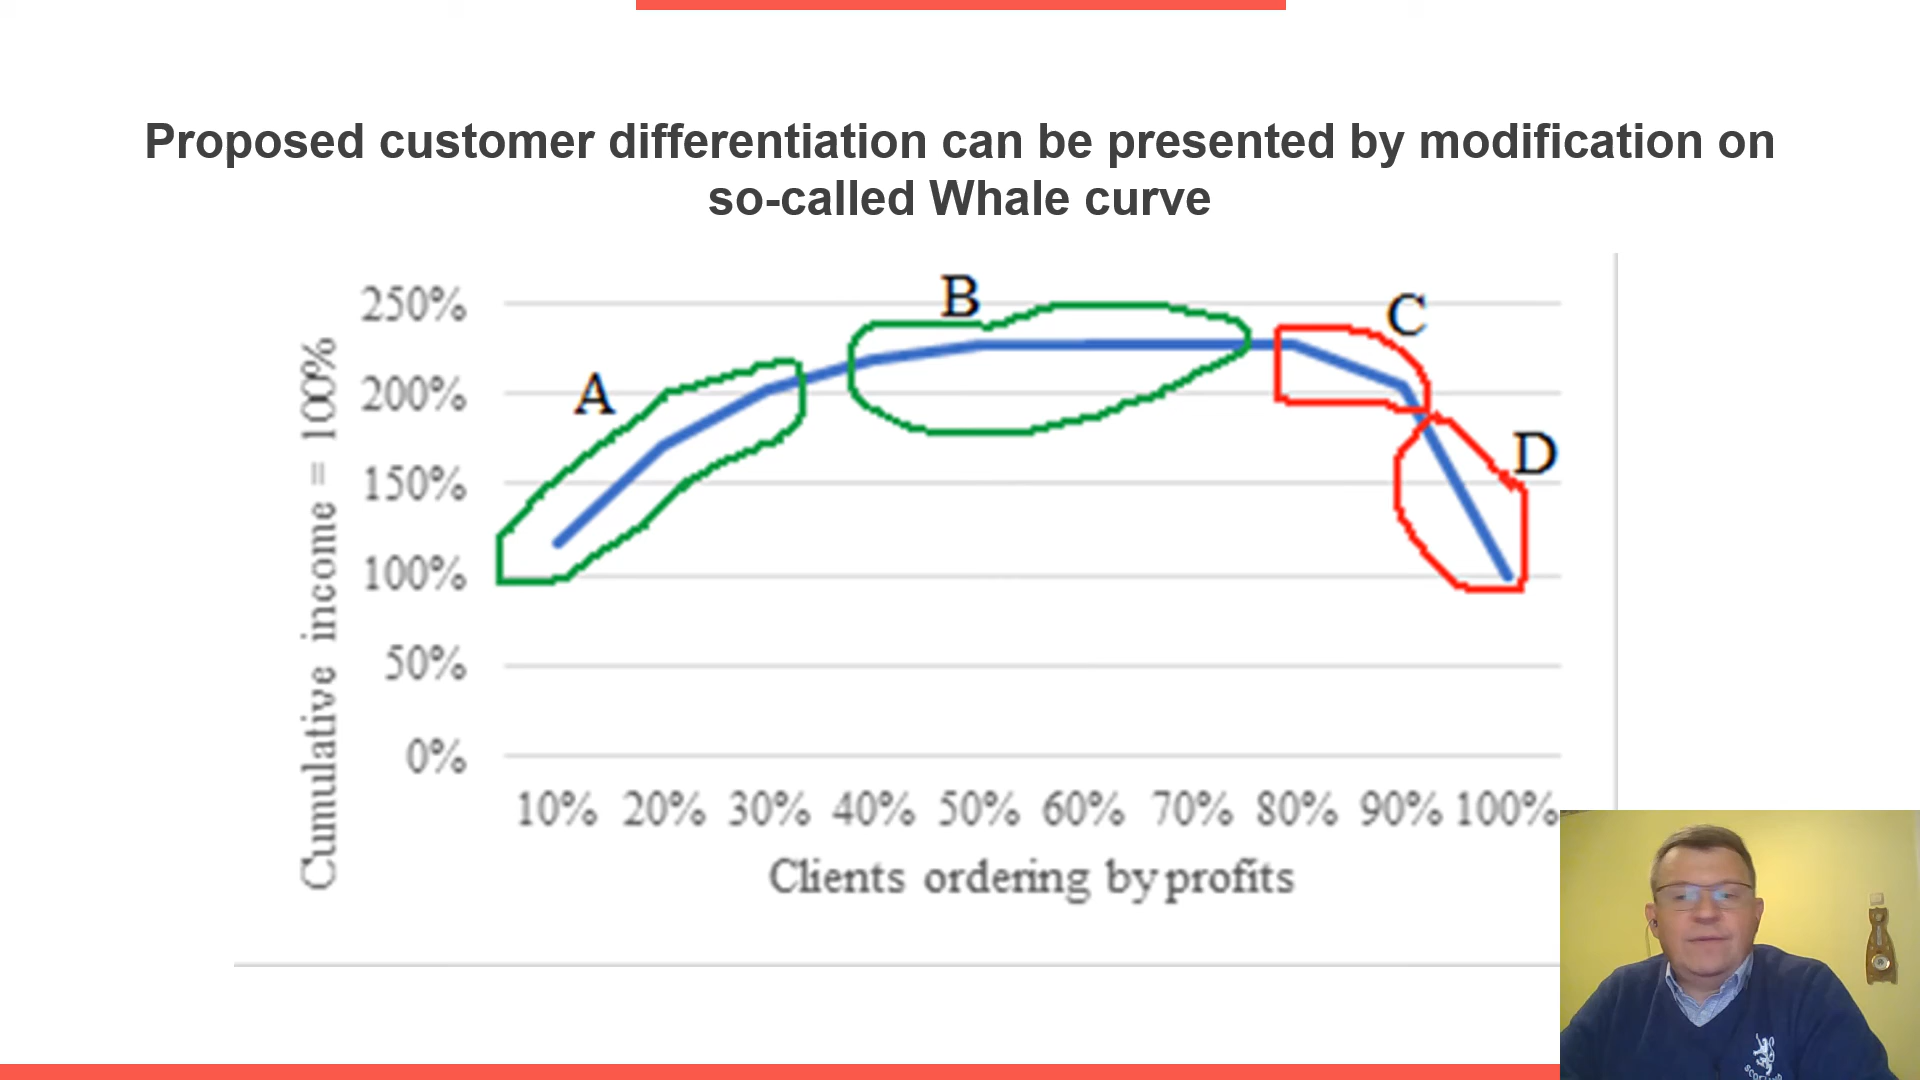 Proposed customer differentiation can be presented by modification on
so-called Whale curve
250%
200%
150%
100%
50%
0%
Cumulative income = 100%
A
B
C
D
10% 20% 30% 40% 50% 60% 70% 80% 90% 100%
Clients ordering by profits